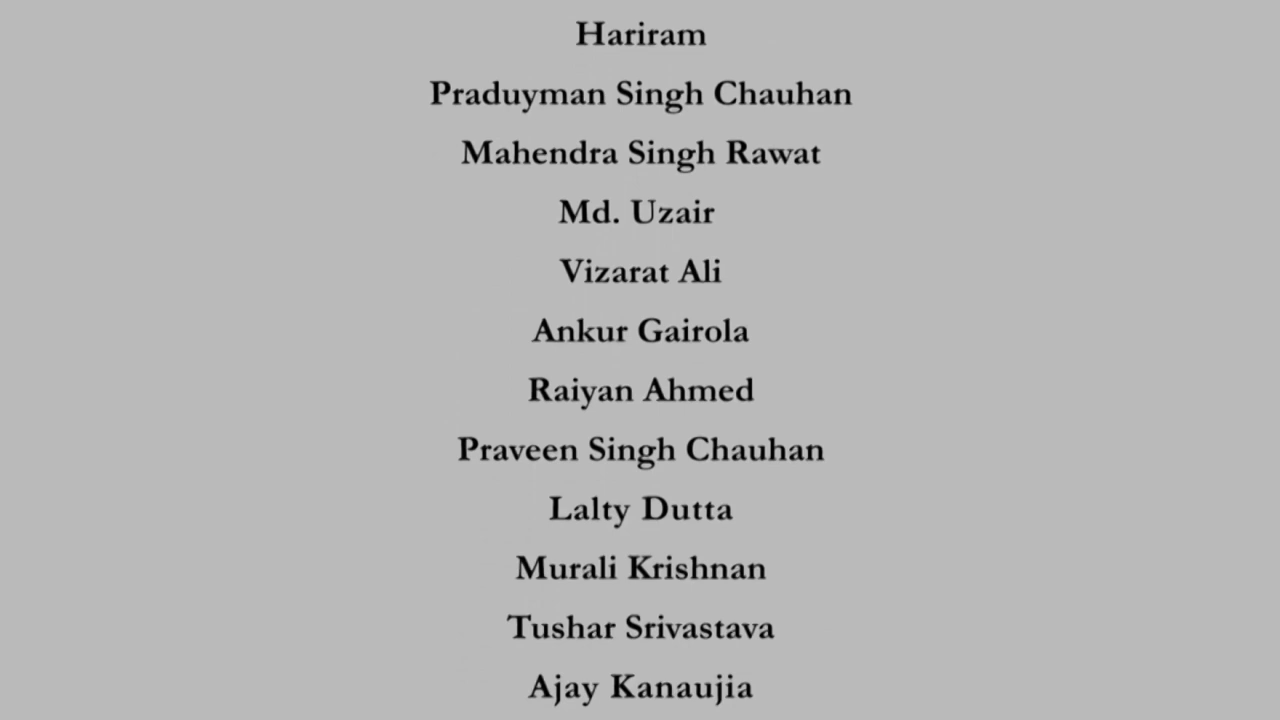 Hariram
Praduyman Singh Chauhan
Mahendra Singh Rawat
Md. Uzair
Vizarat Ali
Ankur Gairola
Raiyan Ahmed
Praveen Singh Chauhan
Lalty Dutta
Murali Krishnan
Tushar Srivastava
Ajay Kanaujia